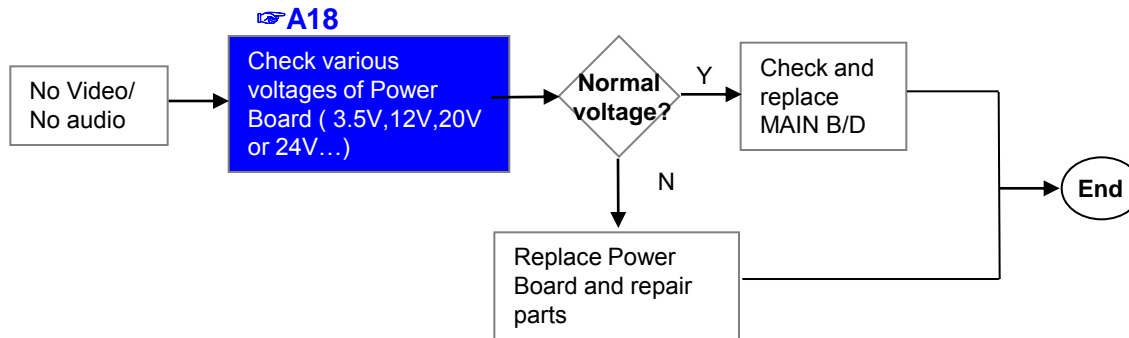 ☞A18
No Video/
No audio
Check various
voltages of Power
Board ( 3.5V,12V,20V
or 24V…)
Normal
voltage?
Y
Check and
replace
MAIN B/D
N
Replace Power
Board and repair
parts
End